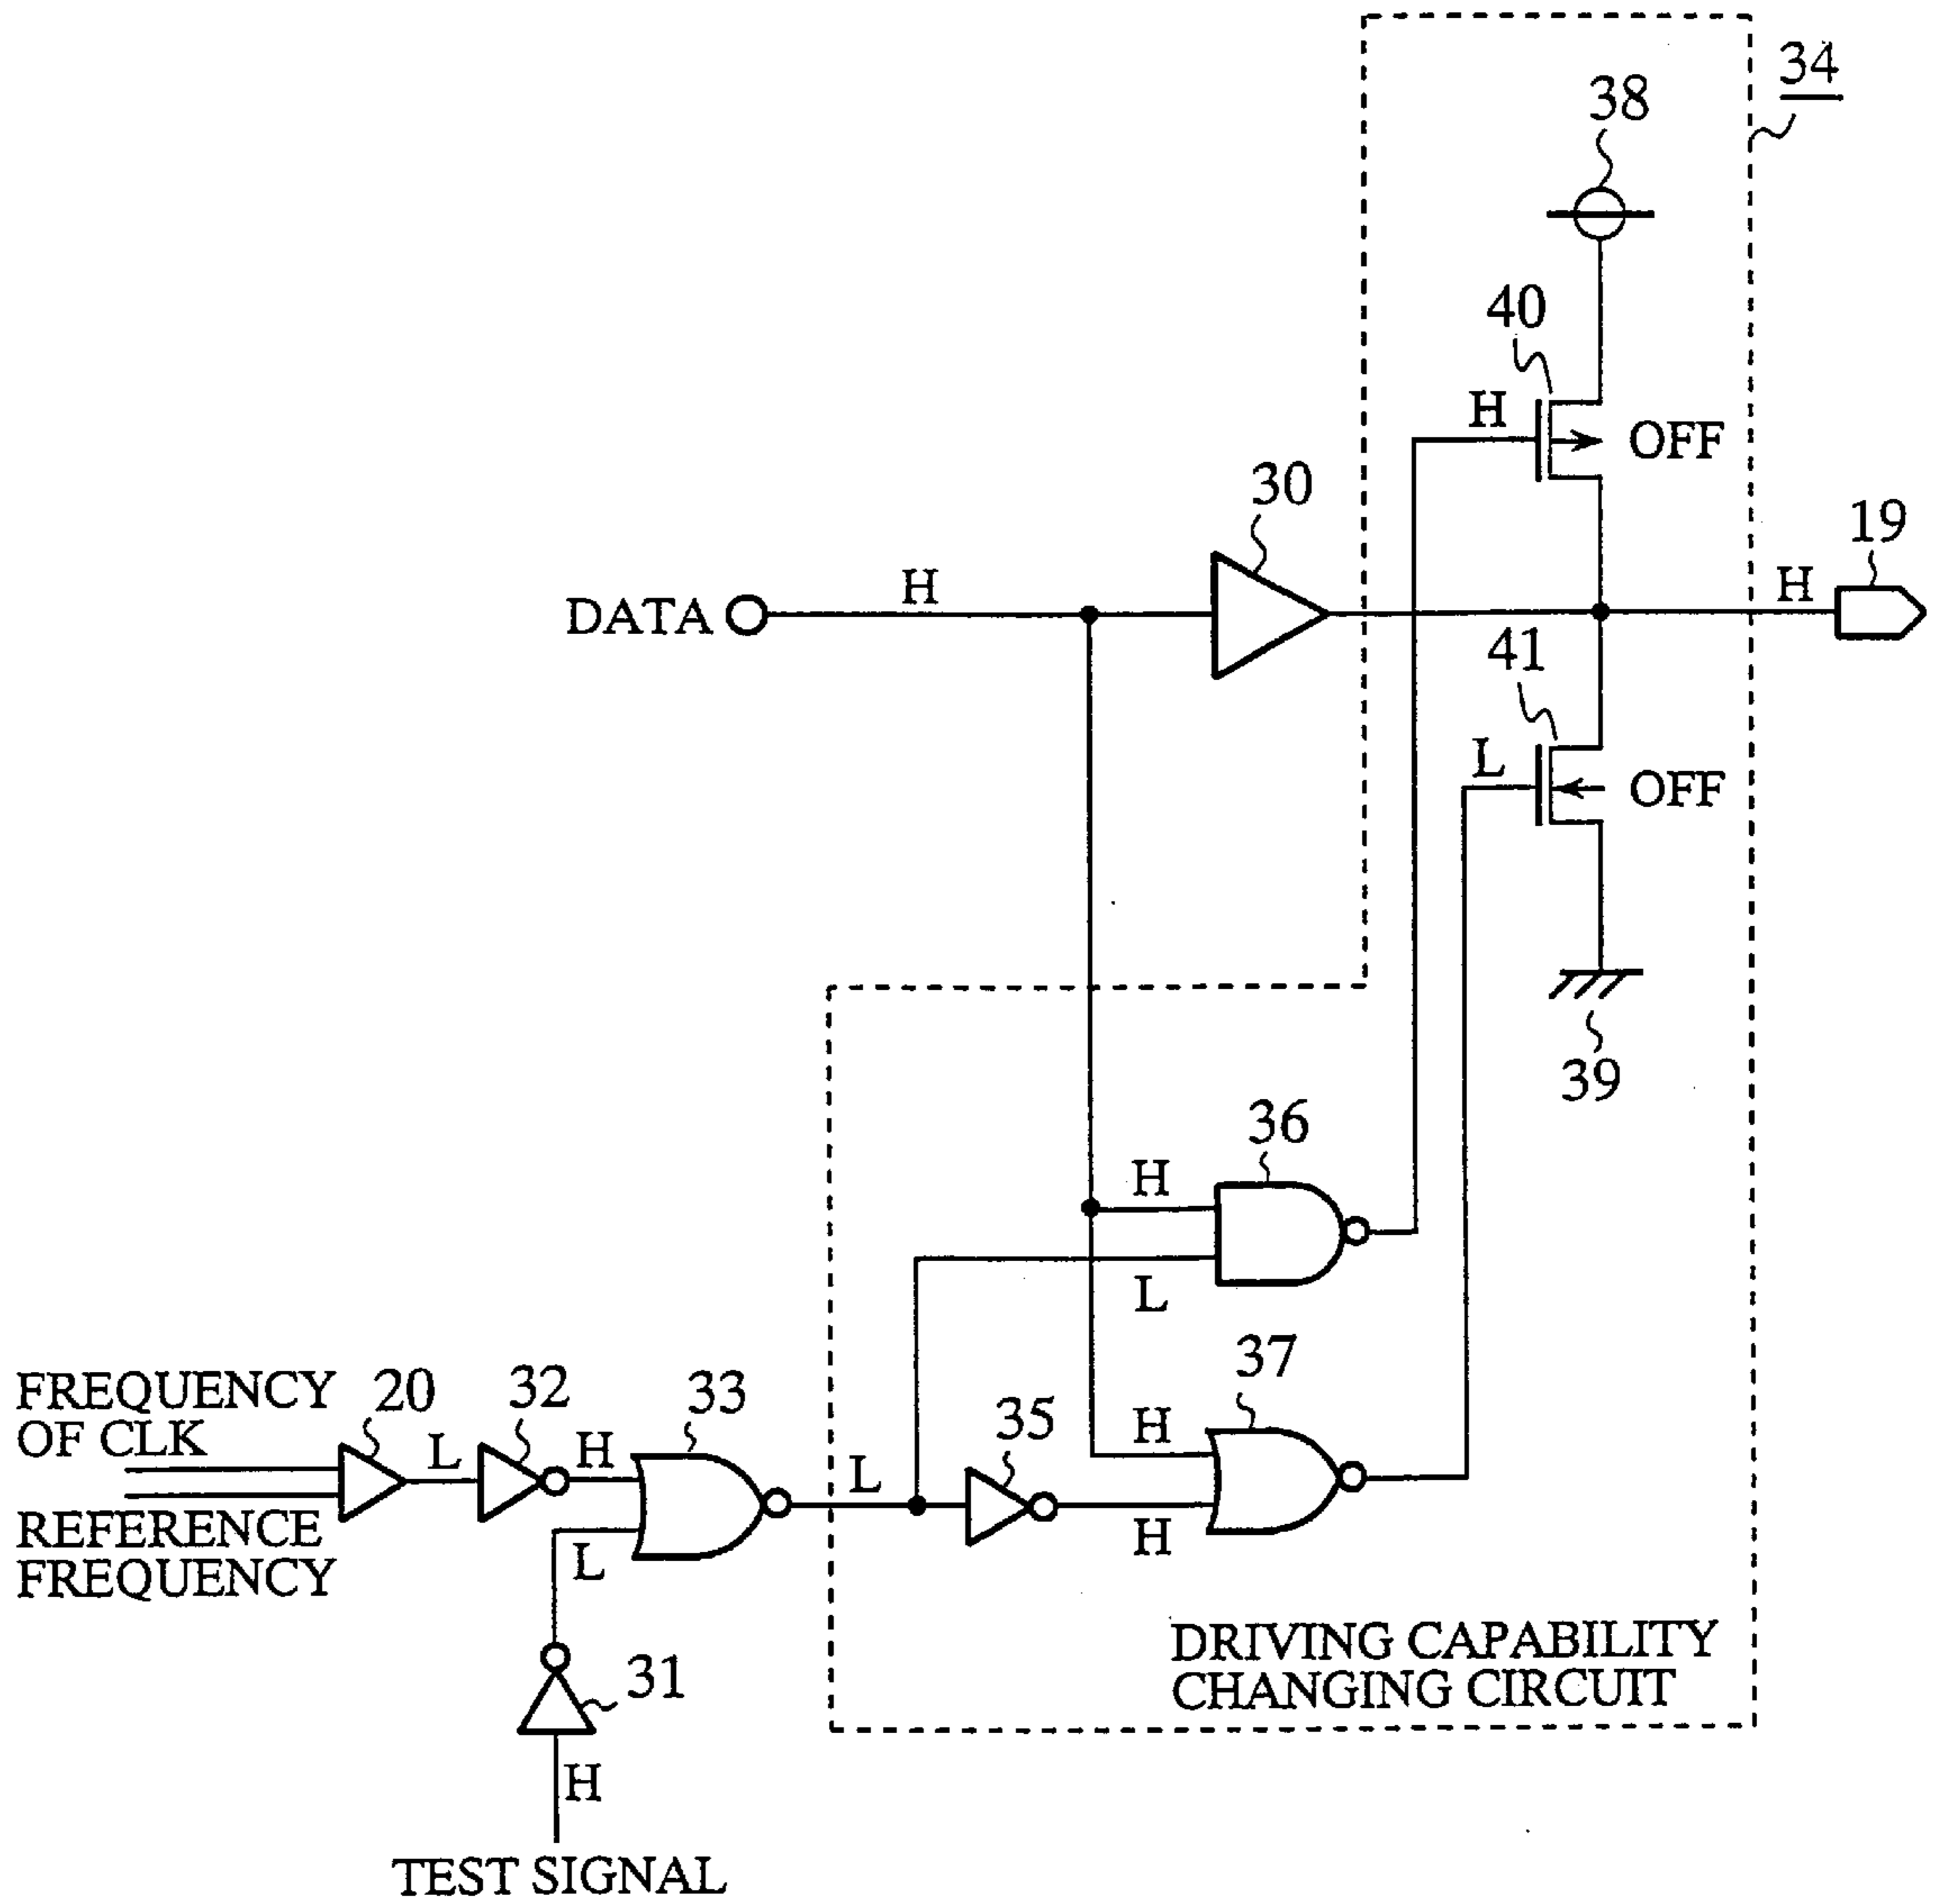 34
38
40
H
OFF
30
19
H
DATA
H
41
L
OFF
39
36
H
L
FREQUENCY
OF CLK
20
L
32
H
33
L
35
37
H
H
REFERENCE
FREQUENCY
L
31
H
TEST SIGNAL
DRIVING CAPABILITY
CHANGING CIRCUIT